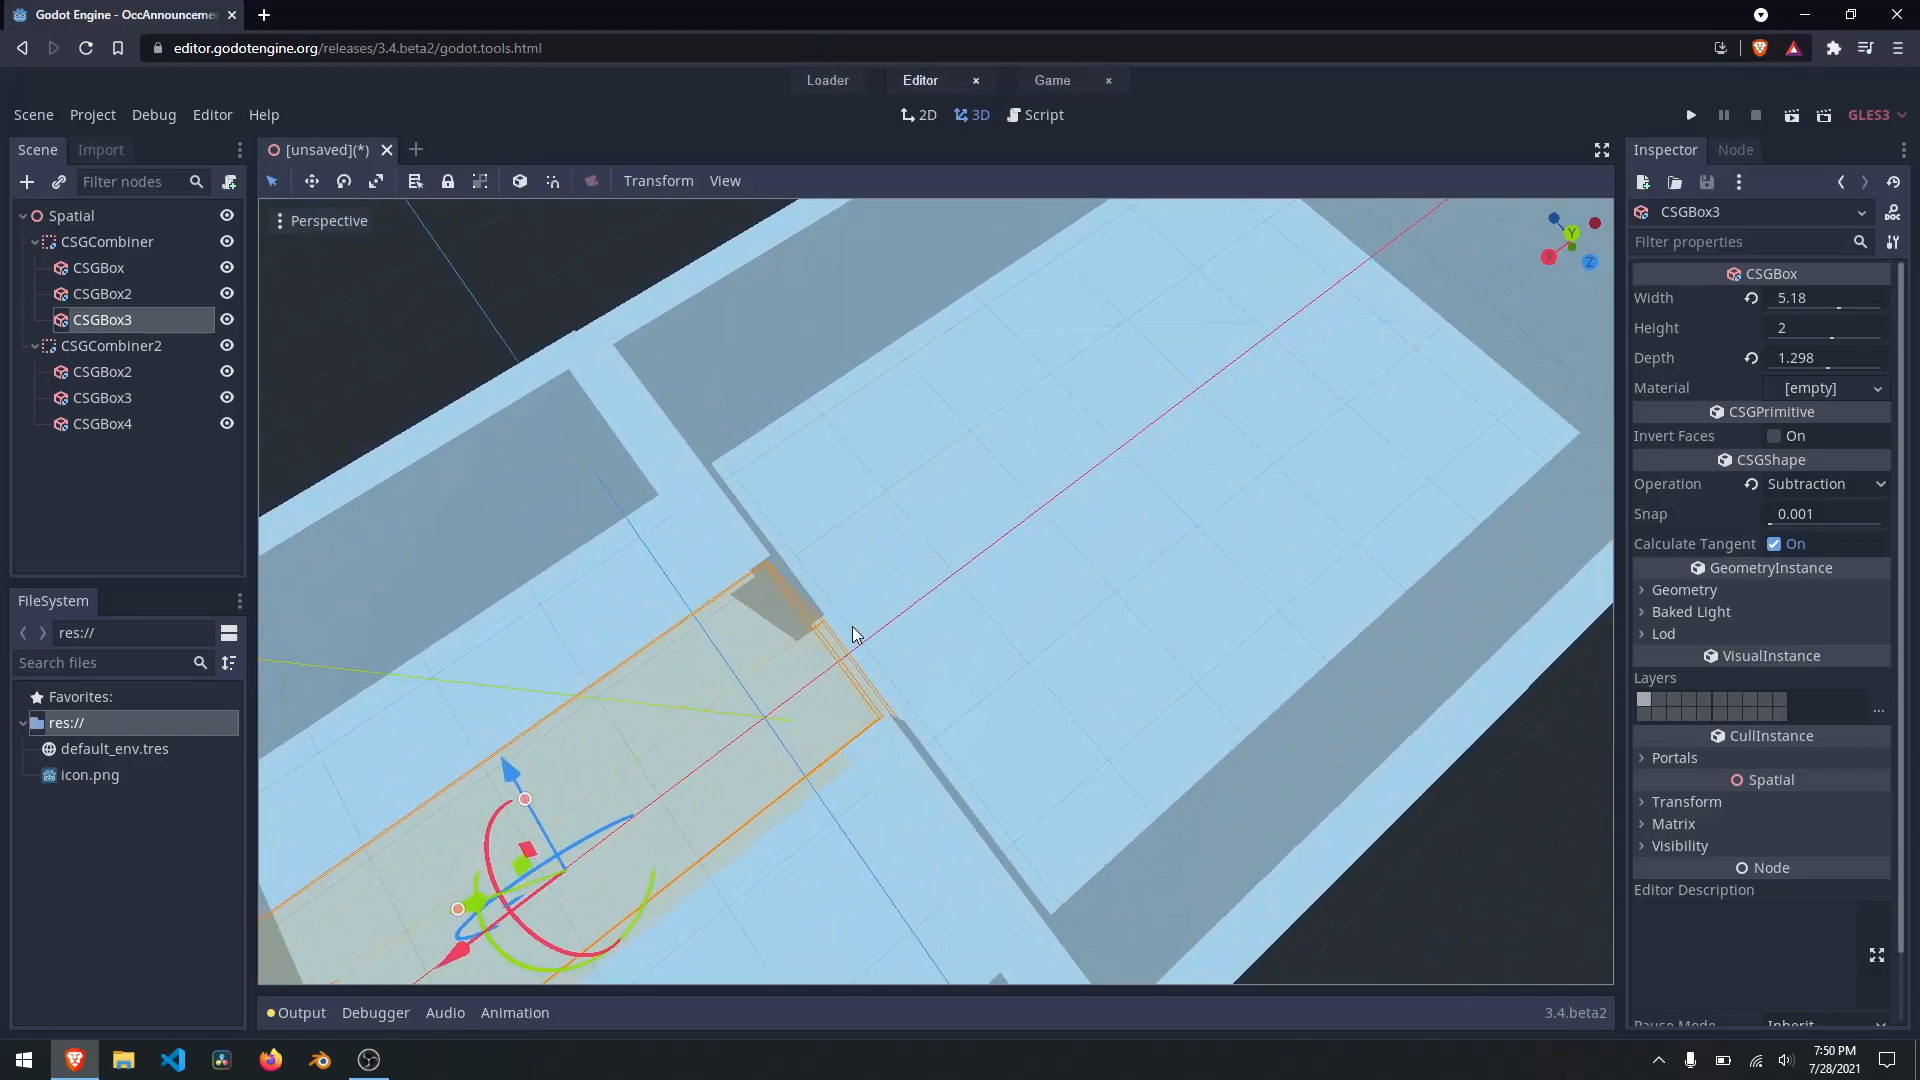 Godot Engine - OccAnnounceme
editor.godotengine.org/releases/3.4.beta2/godot.tools.html
Loader Editor × Game ×
Scene Project Debug Editor Help
2D 3D Script
GLES3
Scene Import
[unsaved](*)
Inspector Node
Filter nodes
Transform View
Spatial
CSGCombiner
CSGBox
CSGBox2
CSGBox3
CSGCombiner2
CSGBox2
CSGBox3
CSGBox4
FileSystem
res://
Search files
Favorites:
res://
default_env.tres
icon.png
Perspective
Y
X
Z
Output Debugger Audio Animation
3.4.beta2
CSGBox3
Filter properties
CSGBox
Width 5.18
Height 2
Depth 1.298
Material [empty]
CSGPrimitive
Invert Faces On
CSGShape
Operation Subtraction
Snap 0.001
Calculate Tangent On
GeometryInstance
Geometry
Baked Light
Lod
VisualInstance
Layers
...
CullInstance
Portals
Spatial
Transform
Matrix
Visibility
Node
Editor Description
Pause Mode Inherit
7:50 PM
7/28/2021